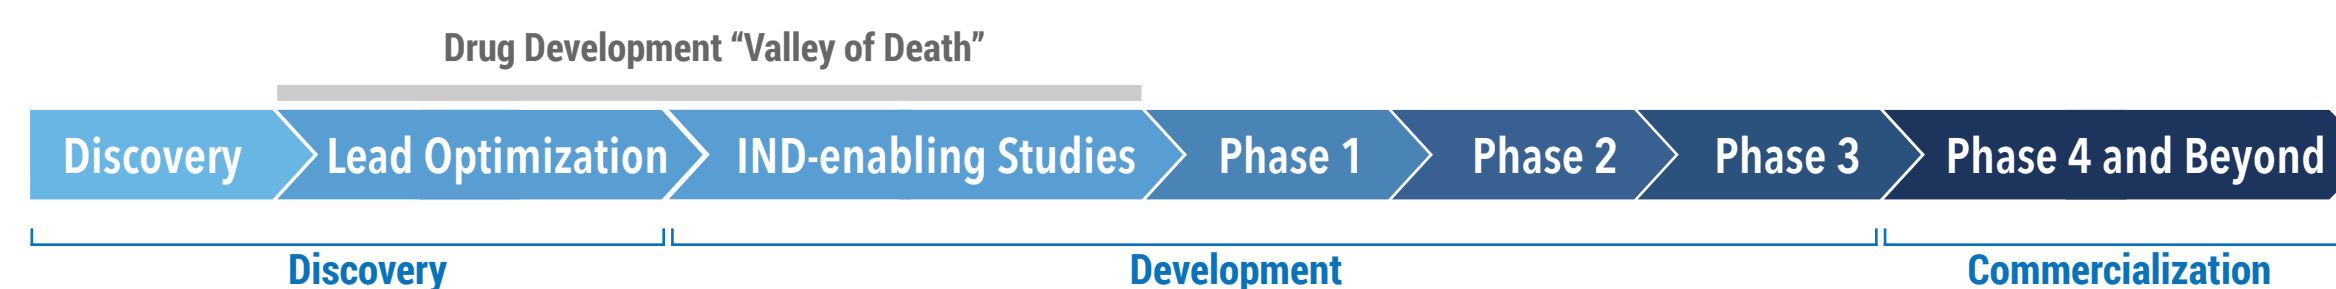 Drug Development “Valley of Death”
Discovery
Lead Optimization
IND-enabling Studies
Phase 1
Phase 2
Phase 3
Phase 4 and Beyond
Discovery
Development
Commercialization